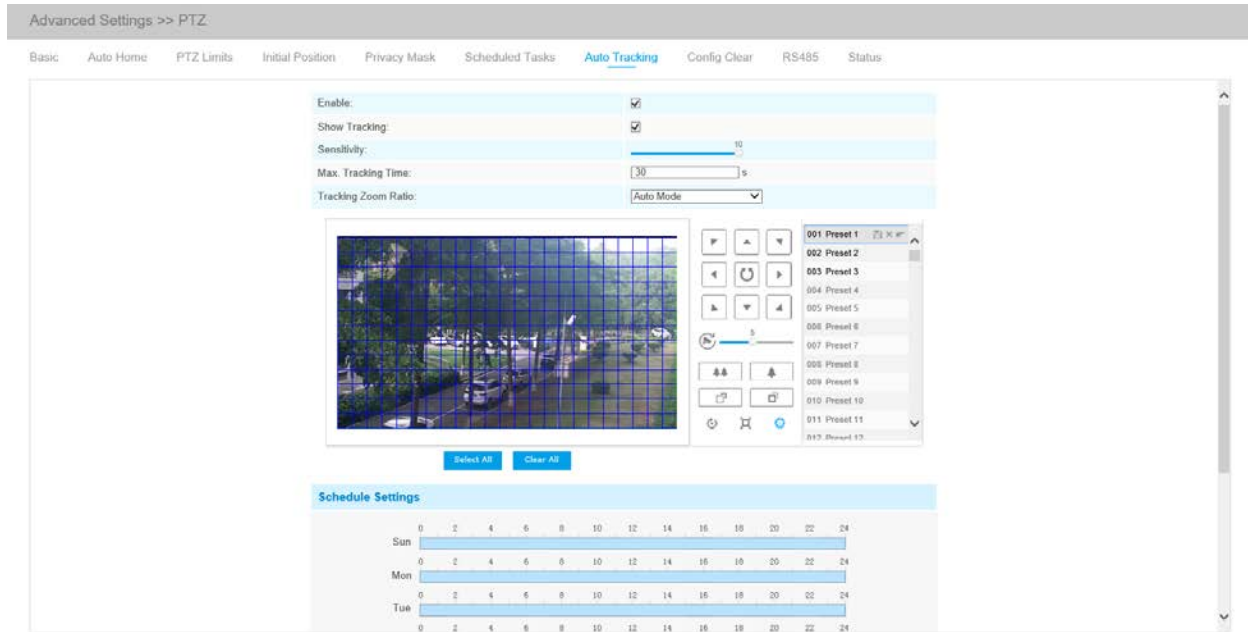 Advanced Settings >> PTZ
Basic Auto Home PTZ Limits Initial Position Privacy Mask Scheduled Tasks Auto Tracking Config Clear RS485 Status
Enable:
Show Tracking:
Sensitivity: 10
Max. Tracking Time: 30 s
Tracking Zoom Ratio: Auto Mode
001 Preset 1
002 Preset 2
003 Preset 3
004 Preset 4
005 Preset 5
006 Preset 6
5
007 Preset 7
008 Preset 8
009 Preset 9
010 Preset 10
011 Preset 11
012 Preset 12
Select All Clear All
Schedule Settings
0 2 4 6 8 10 12 14 16 18 20 22 24
Sun
0 2 4 6 8 10 12 14 16 18 20 22 24
Mon
0 2 4 6 8 10 12 14 16 18 20 22 24
Tue
0 2 4 6 8 10 12 14 16 18 20 22 24